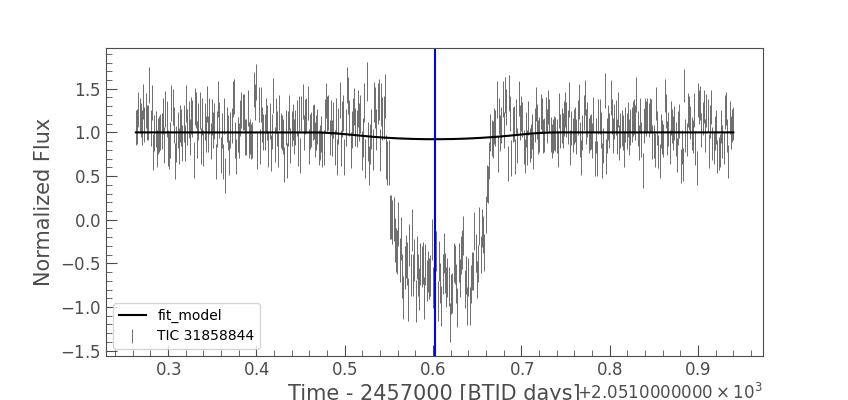 Normalized Flux
1.5
1.0
0.5
0.0
−0.5
−1.0
−1.5
fit_model
TIC 31858844
0.3 0.4 0.5 0.6 0.7 0.8 0.9
Time - 2457000 [BTJD days]
+2.0510000000 × 10³